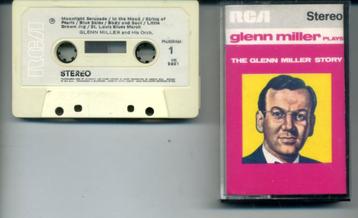 Moonlight Serenade / In the Mood / String of
Pearls / Blue Skies / Body and Soul / Little
Brown Jug / St. Louis Blues March
GLENN MILLER and His Orch.
1
STEREO
RCA
RCA Stereo
glenn miller PLAYS
THE GLENN MILLER STORY